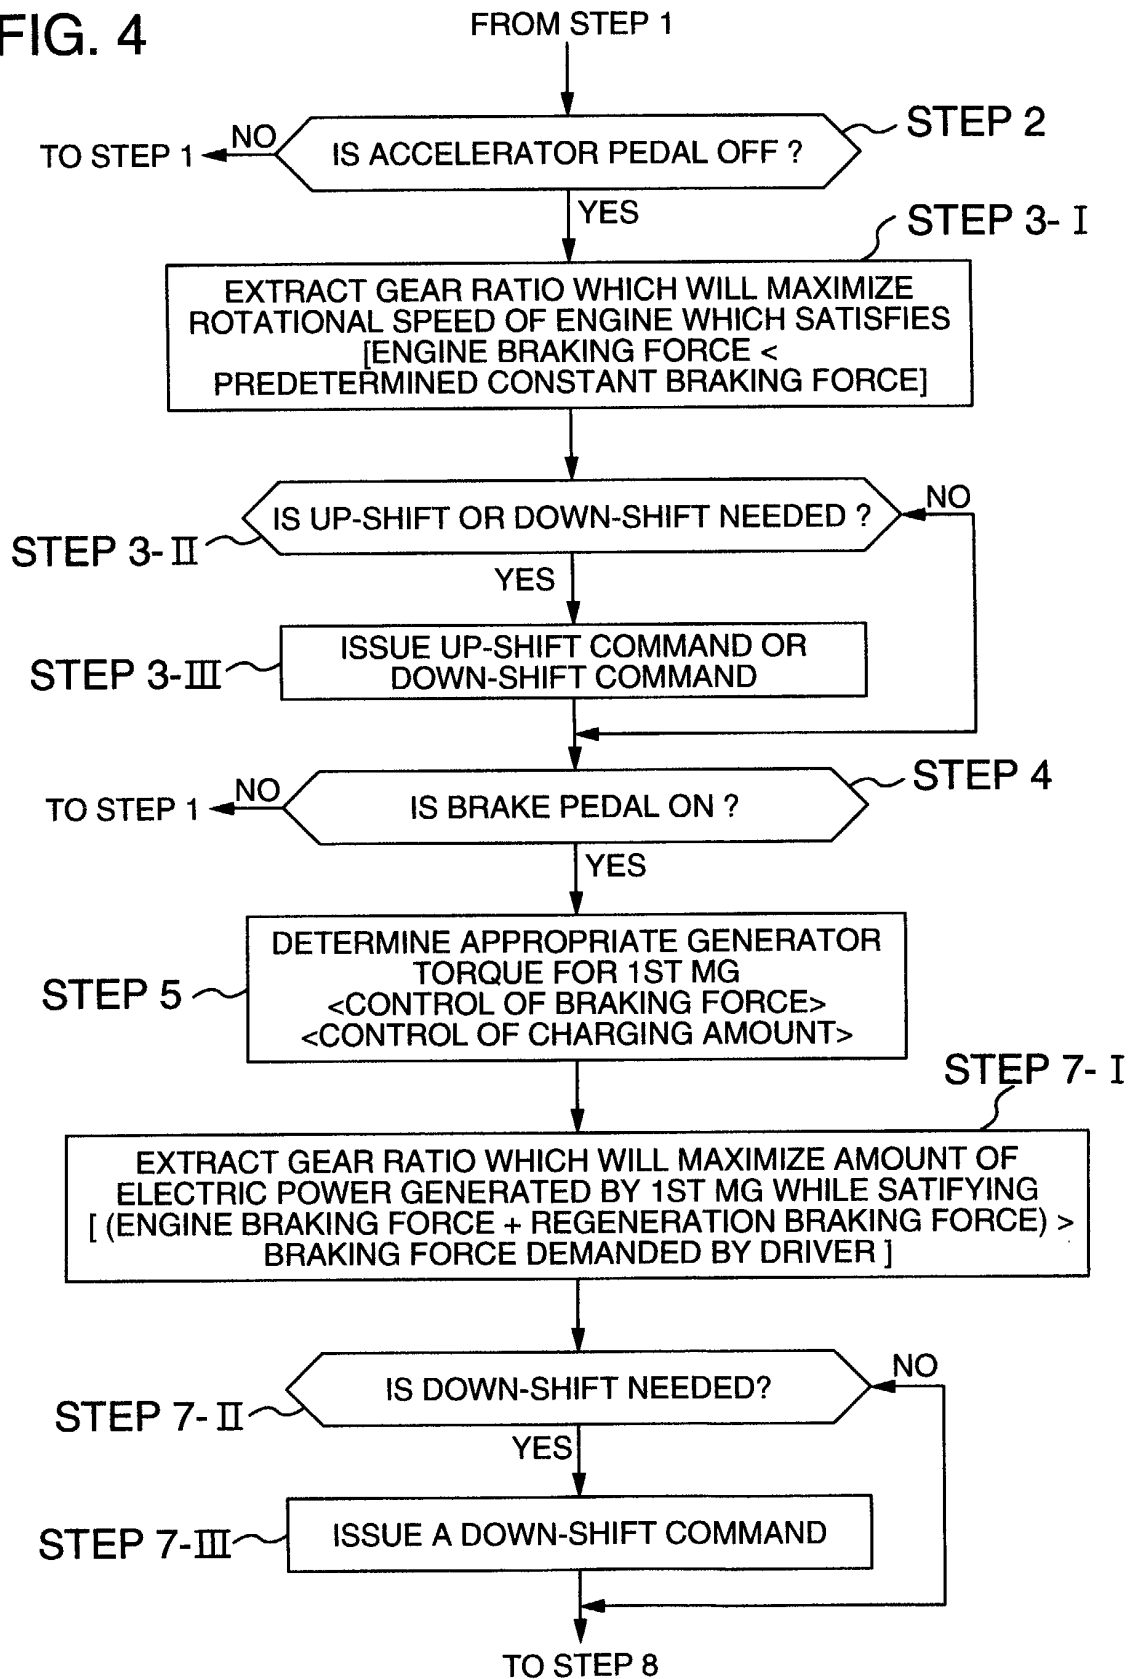 FIG. 4
FROM STEP 1
STEP 2
NO
TO STEP 1
IS ACCELERATOR PEDAL OFF ?
YES
STEP 3- I
EXTRACT GEAR RATIO WHICH WILL MAXIMIZE
ROTATIONAL SPEED OF ENGINE WHICH SATISFIES
[ENGINE BRAKING FORCE <
PREDETERMINED CONSTANT BRAKING FORCE]
NO
IS UP-SHIFT OR DOWN-SHIFT NEEDED ?
STEP 3-II
YES
ISSUE UP-SHIFT COMMAND OR
DOWN-SHIFT COMMAND
STEP 3-III
STEP 4
NO
TO STEP 1
IS BRAKE PEDAL ON ?
YES
DETERMINE APPROPRIATE GENERATOR
TORQUE FOR 1ST MG
<CONTROL OF BRAKING FORCE>
<CONTROL OF CHARGING AMOUNT>
STEP 5
STEP 7- I
EXTRACT GEAR RATIO WHICH WILL MAXIMIZE AMOUNT OF
ELECTRIC POWER GENERATED BY 1ST MG WHILE SATIFYING
[ (ENGINE BRAKING FORCE + REGENERATION BRAKING FORCE) >
BRAKING FORCE DEMANDED BY DRIVER ]
NO
IS DOWN-SHIFT NEEDED?
STEP 7- II
YES
ISSUE A DOWN-SHIFT COMMAND
STEP 7-III
TO STEP 8